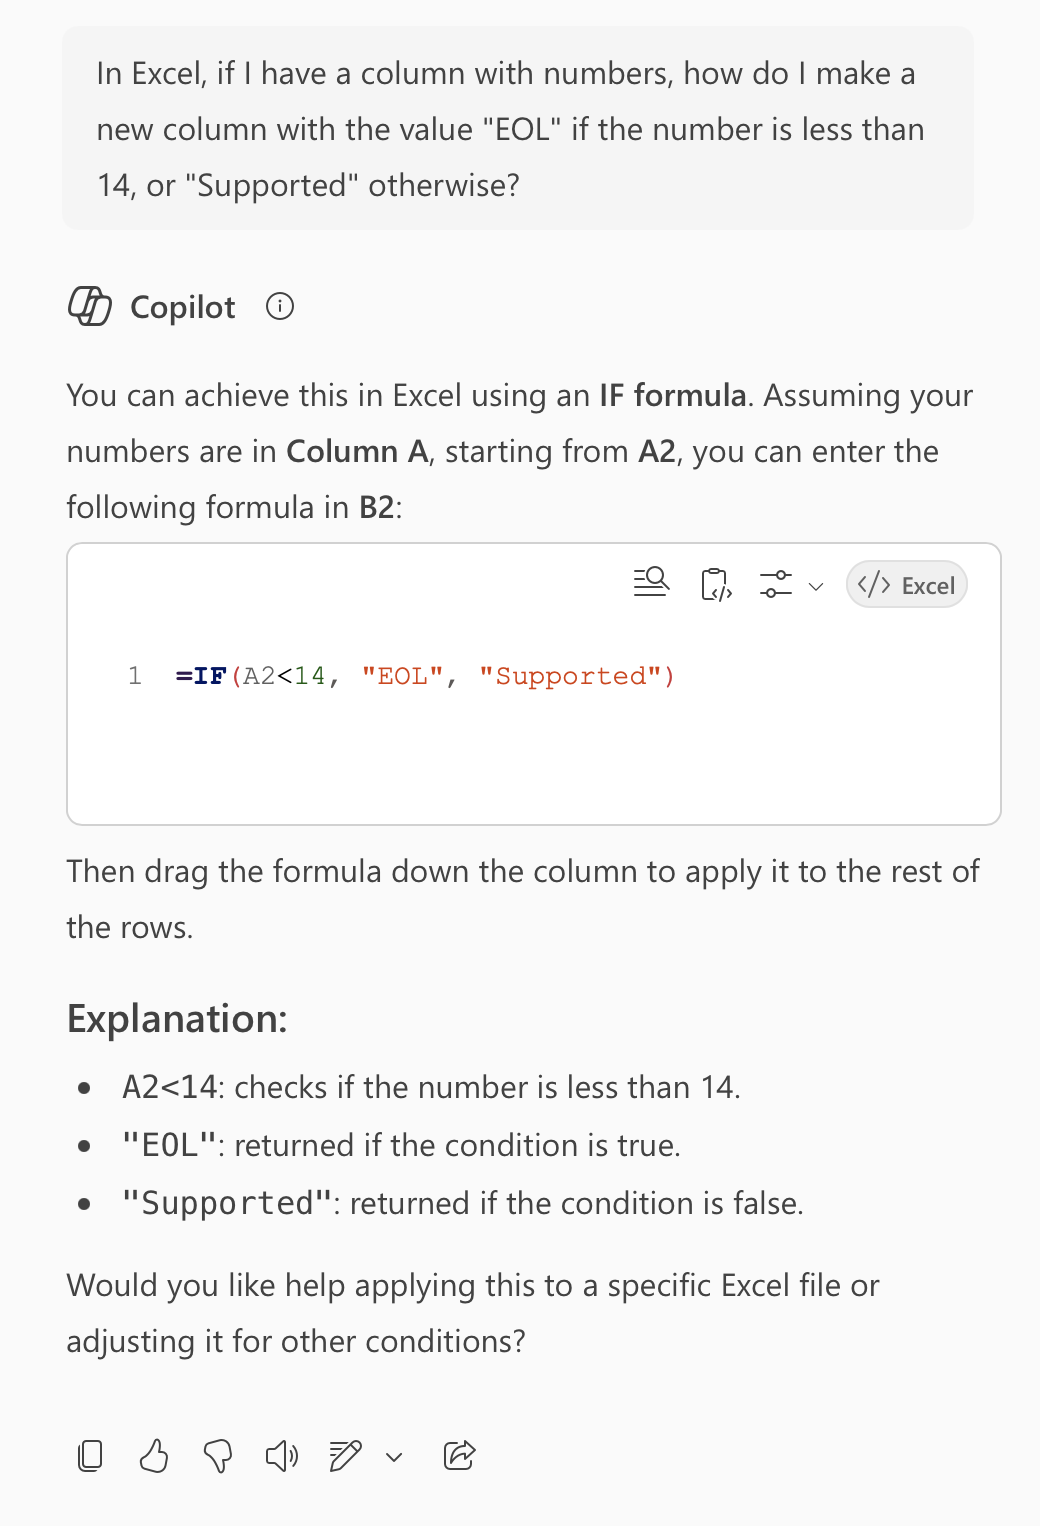 In Excel, if I have a column with numbers, how do I make a
new column with the value "EOL" if the number is less than
14, or "Supported" otherwise?
Copilot
You can achieve this in Excel using an IF formula. Assuming your
numbers are in Column A, starting from A2, you can enter the
following formula in B2:
Excel
1 =IF(A2<14, "EOL", "Supported")
Then drag the formula down the column to apply it to the rest of
the rows.
Explanation:
• A2<14: checks if the number is less than 14.
• "EOL": returned if the condition is true.
• "Supported": returned if the condition is false.
Would you like help applying this to a specific Excel file or
adjusting it for other conditions?